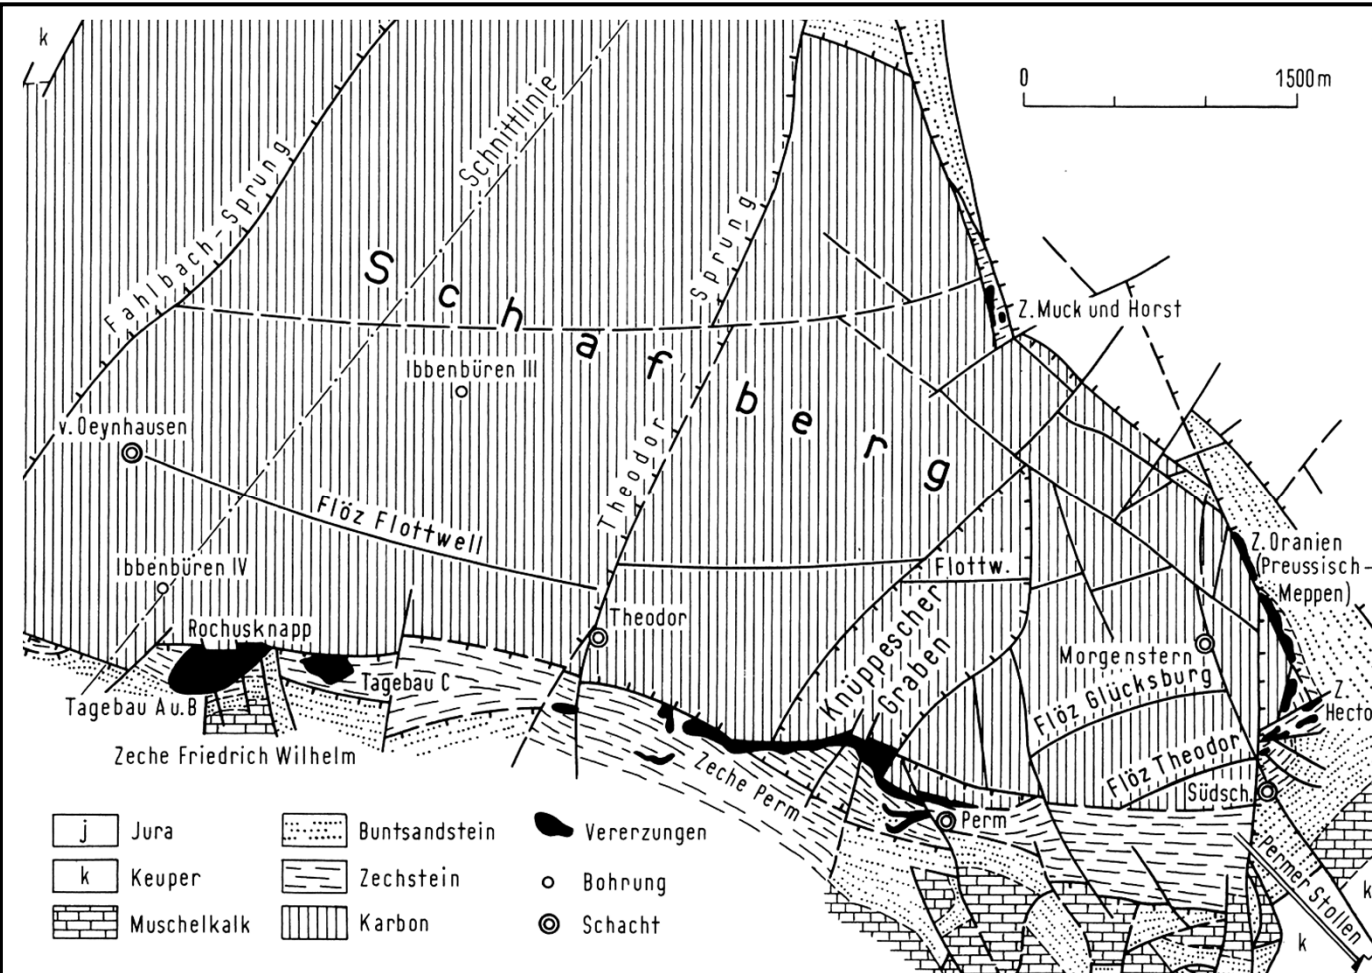 k
0 1500 m
Fahlbach-Sprung
Schnittlinie
Schafberg
Theodor-Sprung
Z. Muck und Horst
Ibbenbüren III
v. Oeynhausen
Flöz Flottwell
Flottw.
Z. Oranien
(Preussisch-
Meppen)
Ibbenbüren IV
Rochusknapp
Theodor
Knüppescher
Graben
Morgenstern
Flöz Glücksburg
Z.
Hecto
Tagebau C
Tagebau A u. B
Zeche Friedrich Wilhelm
Zeche Perm
Flöz Theodor
Südsch.
Perm
Permer Stollen
k
k
j Jura
k Keuper
Muschelkalk
Buntsandstein
Zechstein
Karbon
Vererzungen
Bohrung
Schacht